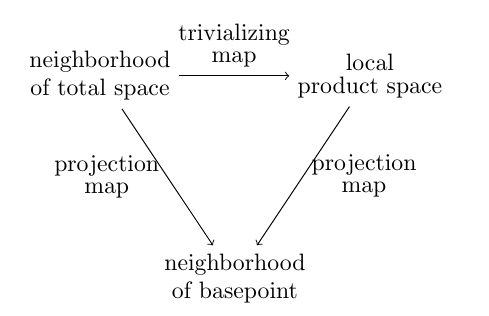 trivializing
map
neighborhood
of total space
local
product space
projection
map
projection
map
neighborhood
of basepoint